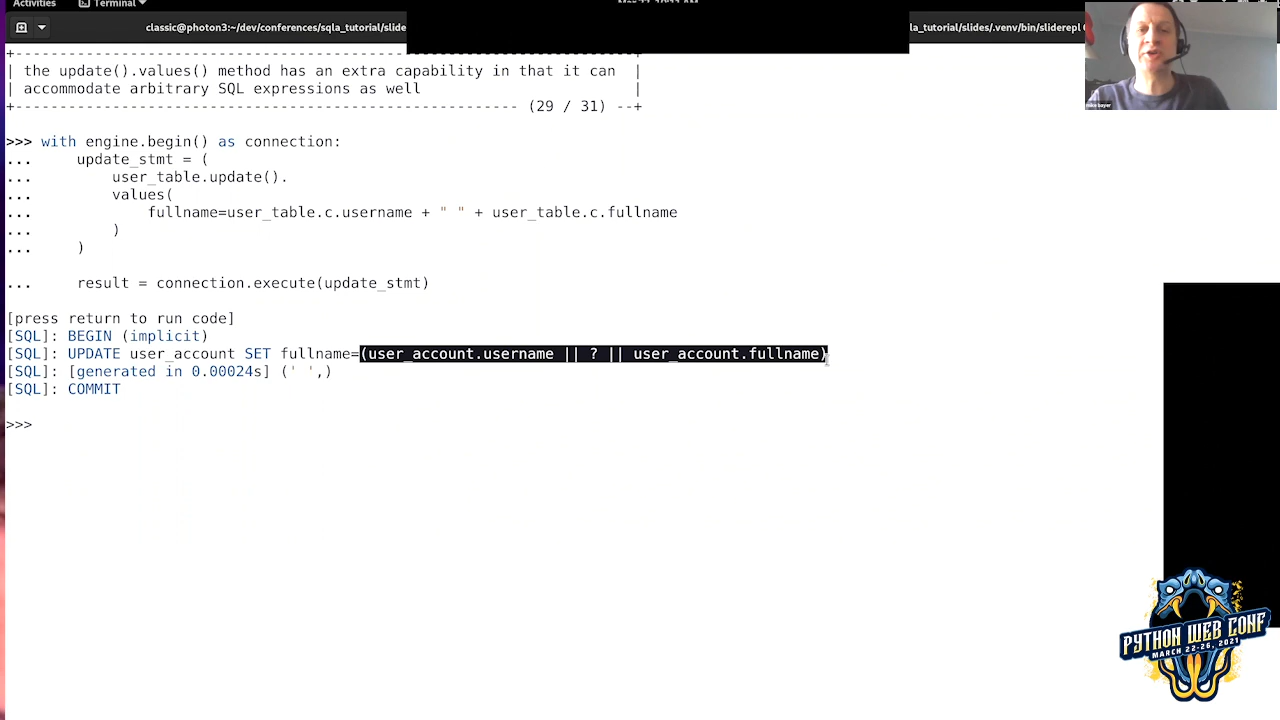 Activities
Terminal
classic@photon3:~/dev/conferences/sqla_tutorial/slide
la_tutorial/slides/.venv/bin/sliderepl
mike bayer
| the update().values() method has an extra capability in that it can |
| accommodate arbitrary SQL expressions as well |
+---------------------------------------------------------- (29 / 31) --+
>>> with engine.begin() as connection:
... update_stmt = (
... user_table.update().
... values(
... fullname=user_table.c.username + " " + user_table.c.fullname
... )
... )
... result = connection.execute(update_stmt)
[press return to run code]
[SQL]: BEGIN (implicit)
[SQL]: UPDATE user_account SET fullname=(user_account.username || ? || user_account.fullname)
[SQL]: [generated in 0.00024s] (' ',)
[SQL]: COMMIT
>>>
PYTHON WEB CONF
MARCH 22-26, 2021